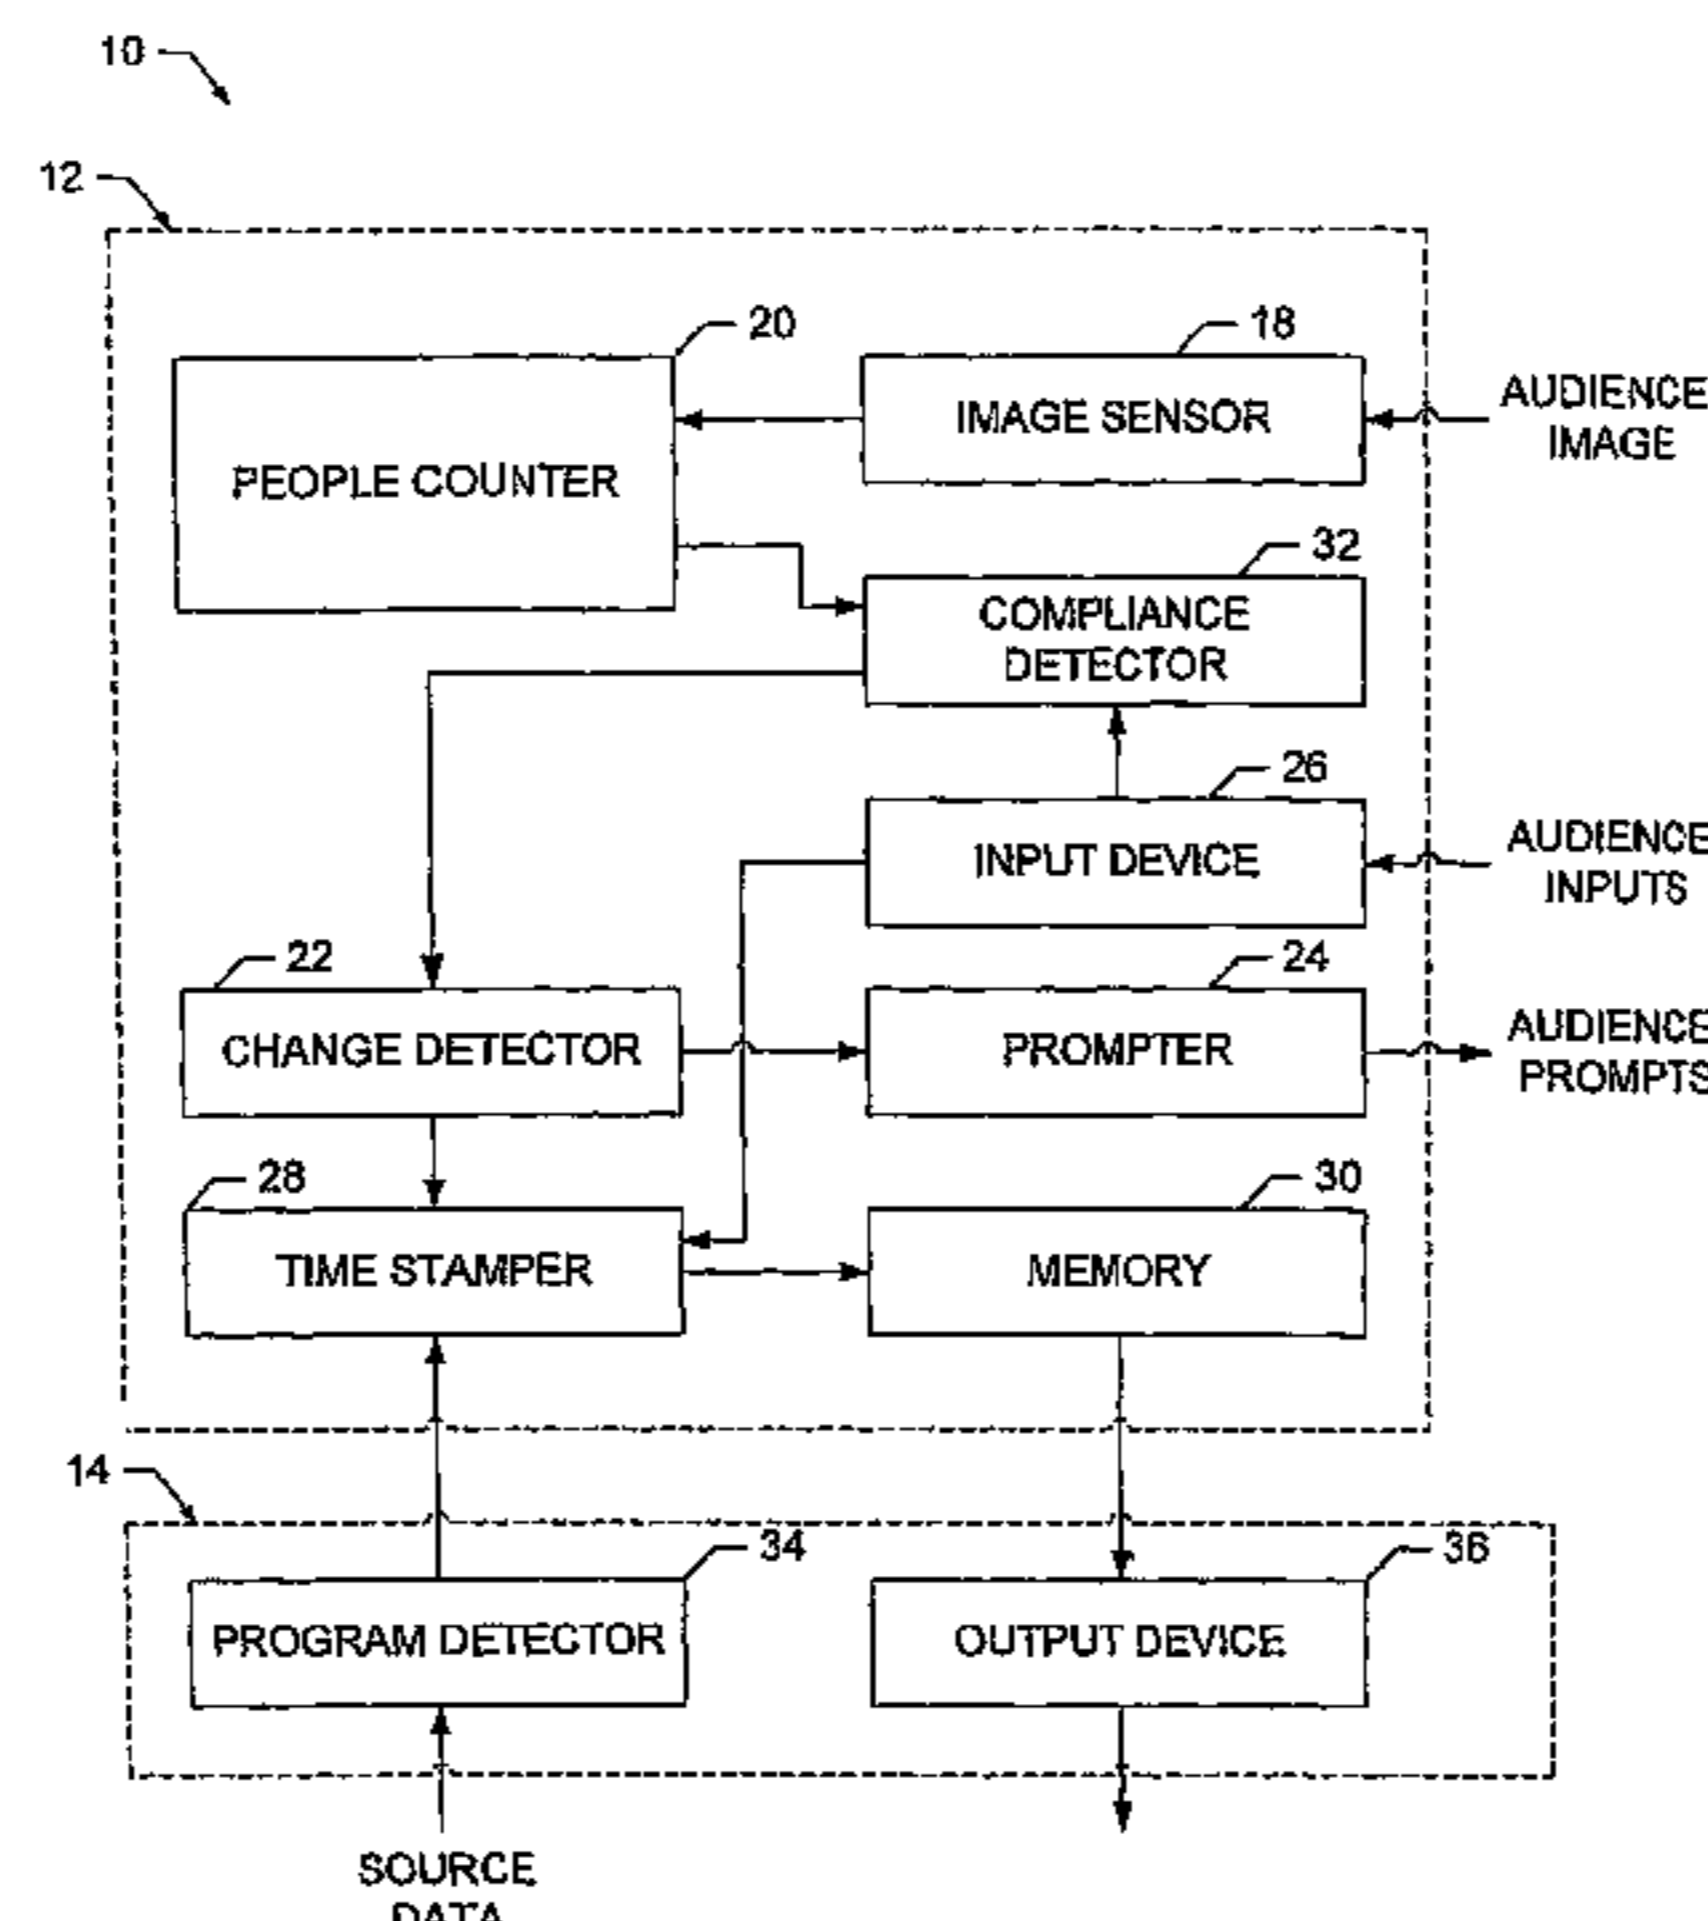 10
12
20
18
PEOPLE COUNTER
IMAGE SENSOR
AUDIENCE
IMAGE
32
COMPLIANCE
DETECTOR
26
INPUT DEVICE
AUDIENCE
INPUTS
22
24
CHANGE DETECTOR
PROMPTER
AUDIENCE
PROMPTS
28
30
TIME STAMPER
MEMORY
14
34
36
PROGRAM DETECTOR
OUTPUT DEVICE
SOURCE
DATA